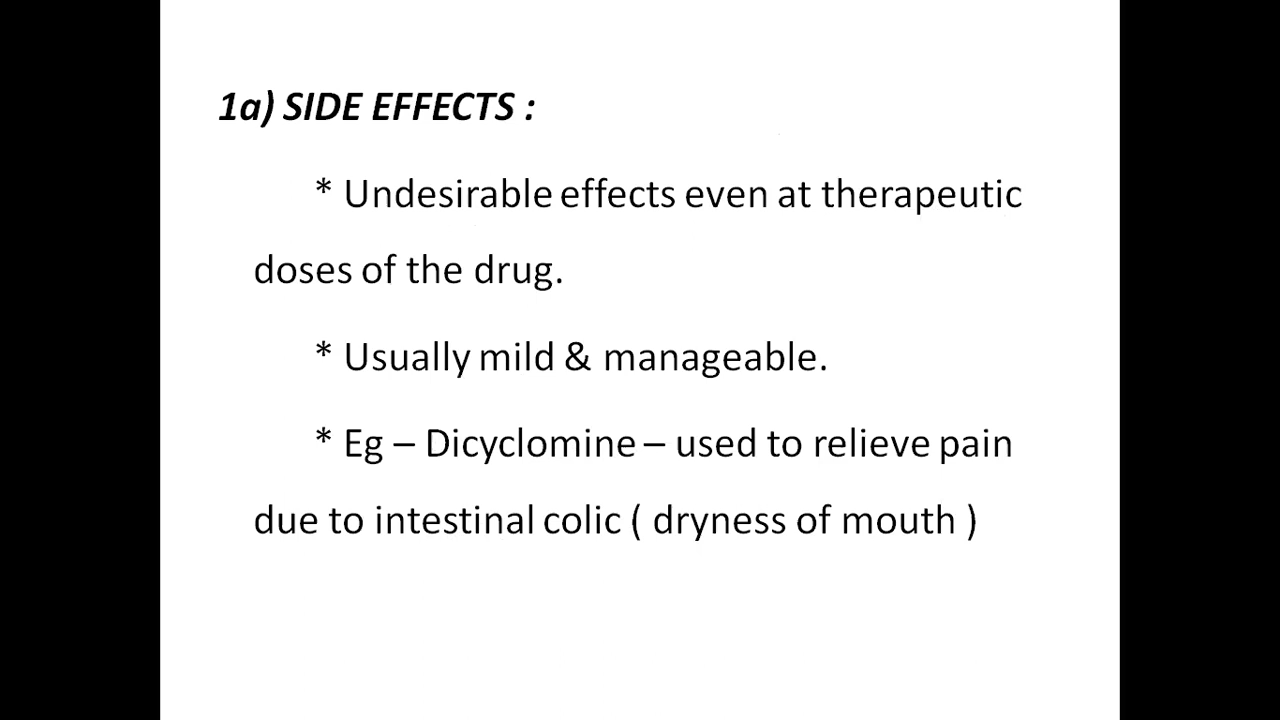 1a) SIDE EFFECTS :
* Undesirable effects even at therapeutic
doses of the drug.
* Usually mild & manageable.
* Eg – Dicyclomine – used to relieve pain
due to intestinal colic ( dryness of mouth )